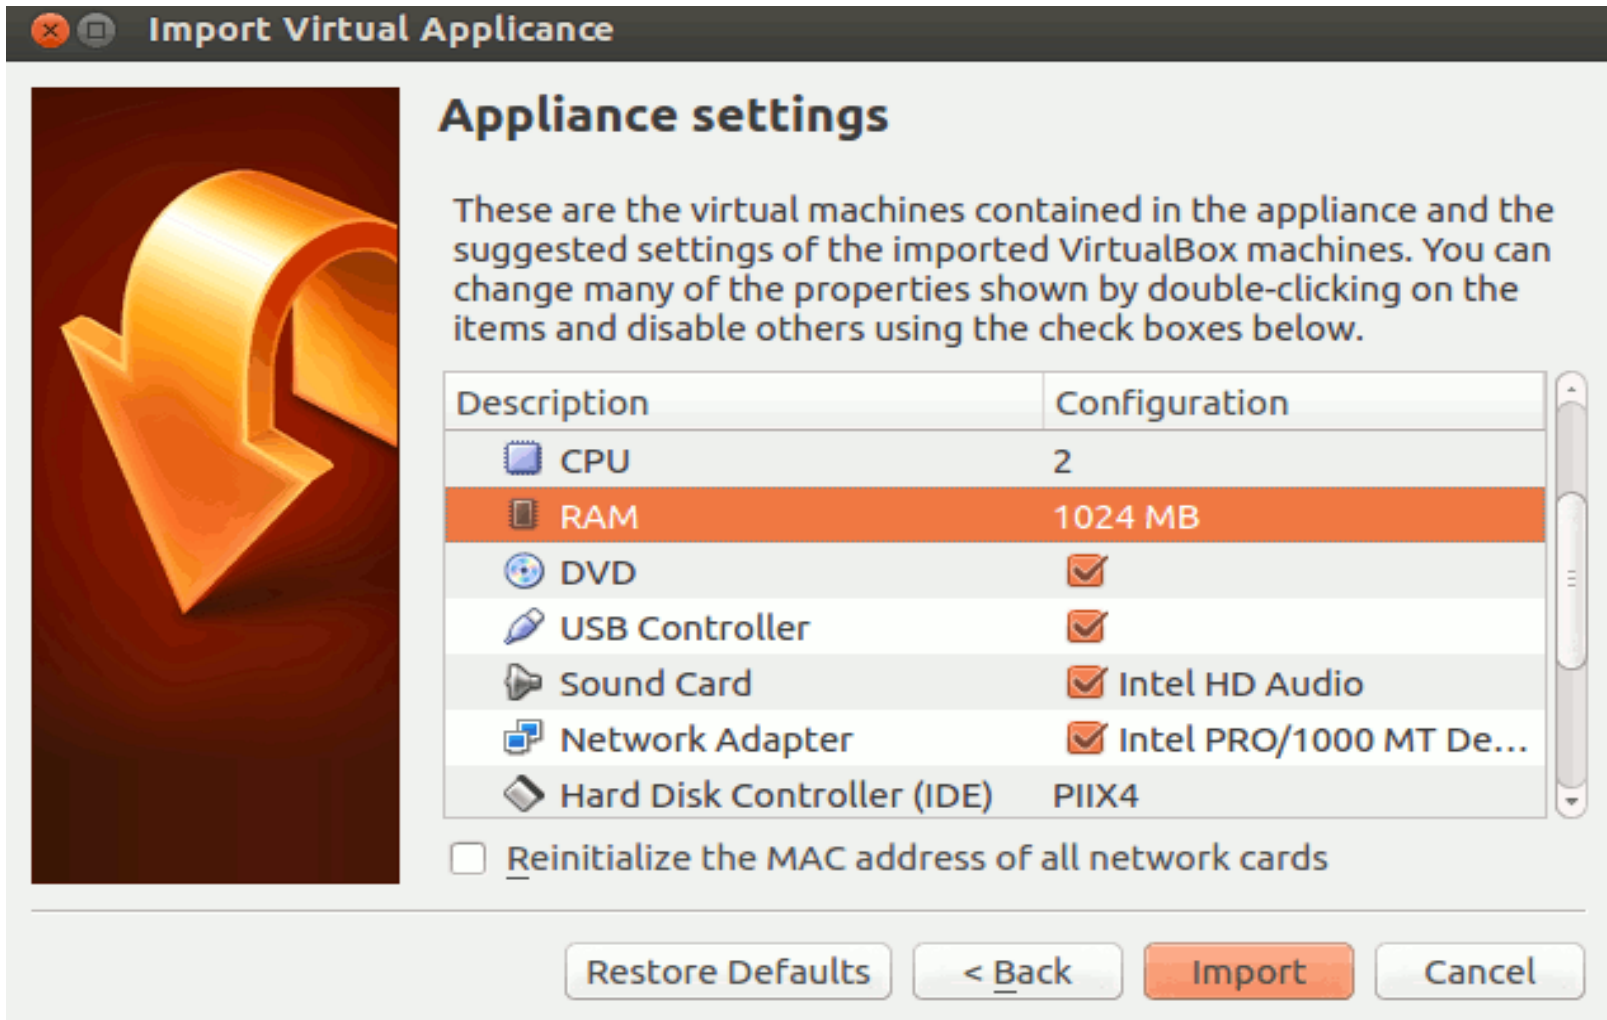 Import Virtual Applicance
Appliance settings
These are the virtual machines contained in the appliance and the
suggested settings of the imported VirtualBox machines. You can
change many of the properties shown by double-clicking on the
items and disable others using the check boxes below.
Description Configuration
CPU 2
RAM 1024 MB
DVD
USB Controller
Sound Card Intel HD Audio
Network Adapter Intel PRO/1000 MT De...
Hard Disk Controller (IDE) PIIX4
Reinitialize the MAC address of all network cards
Restore Defaults < Back Import Cancel